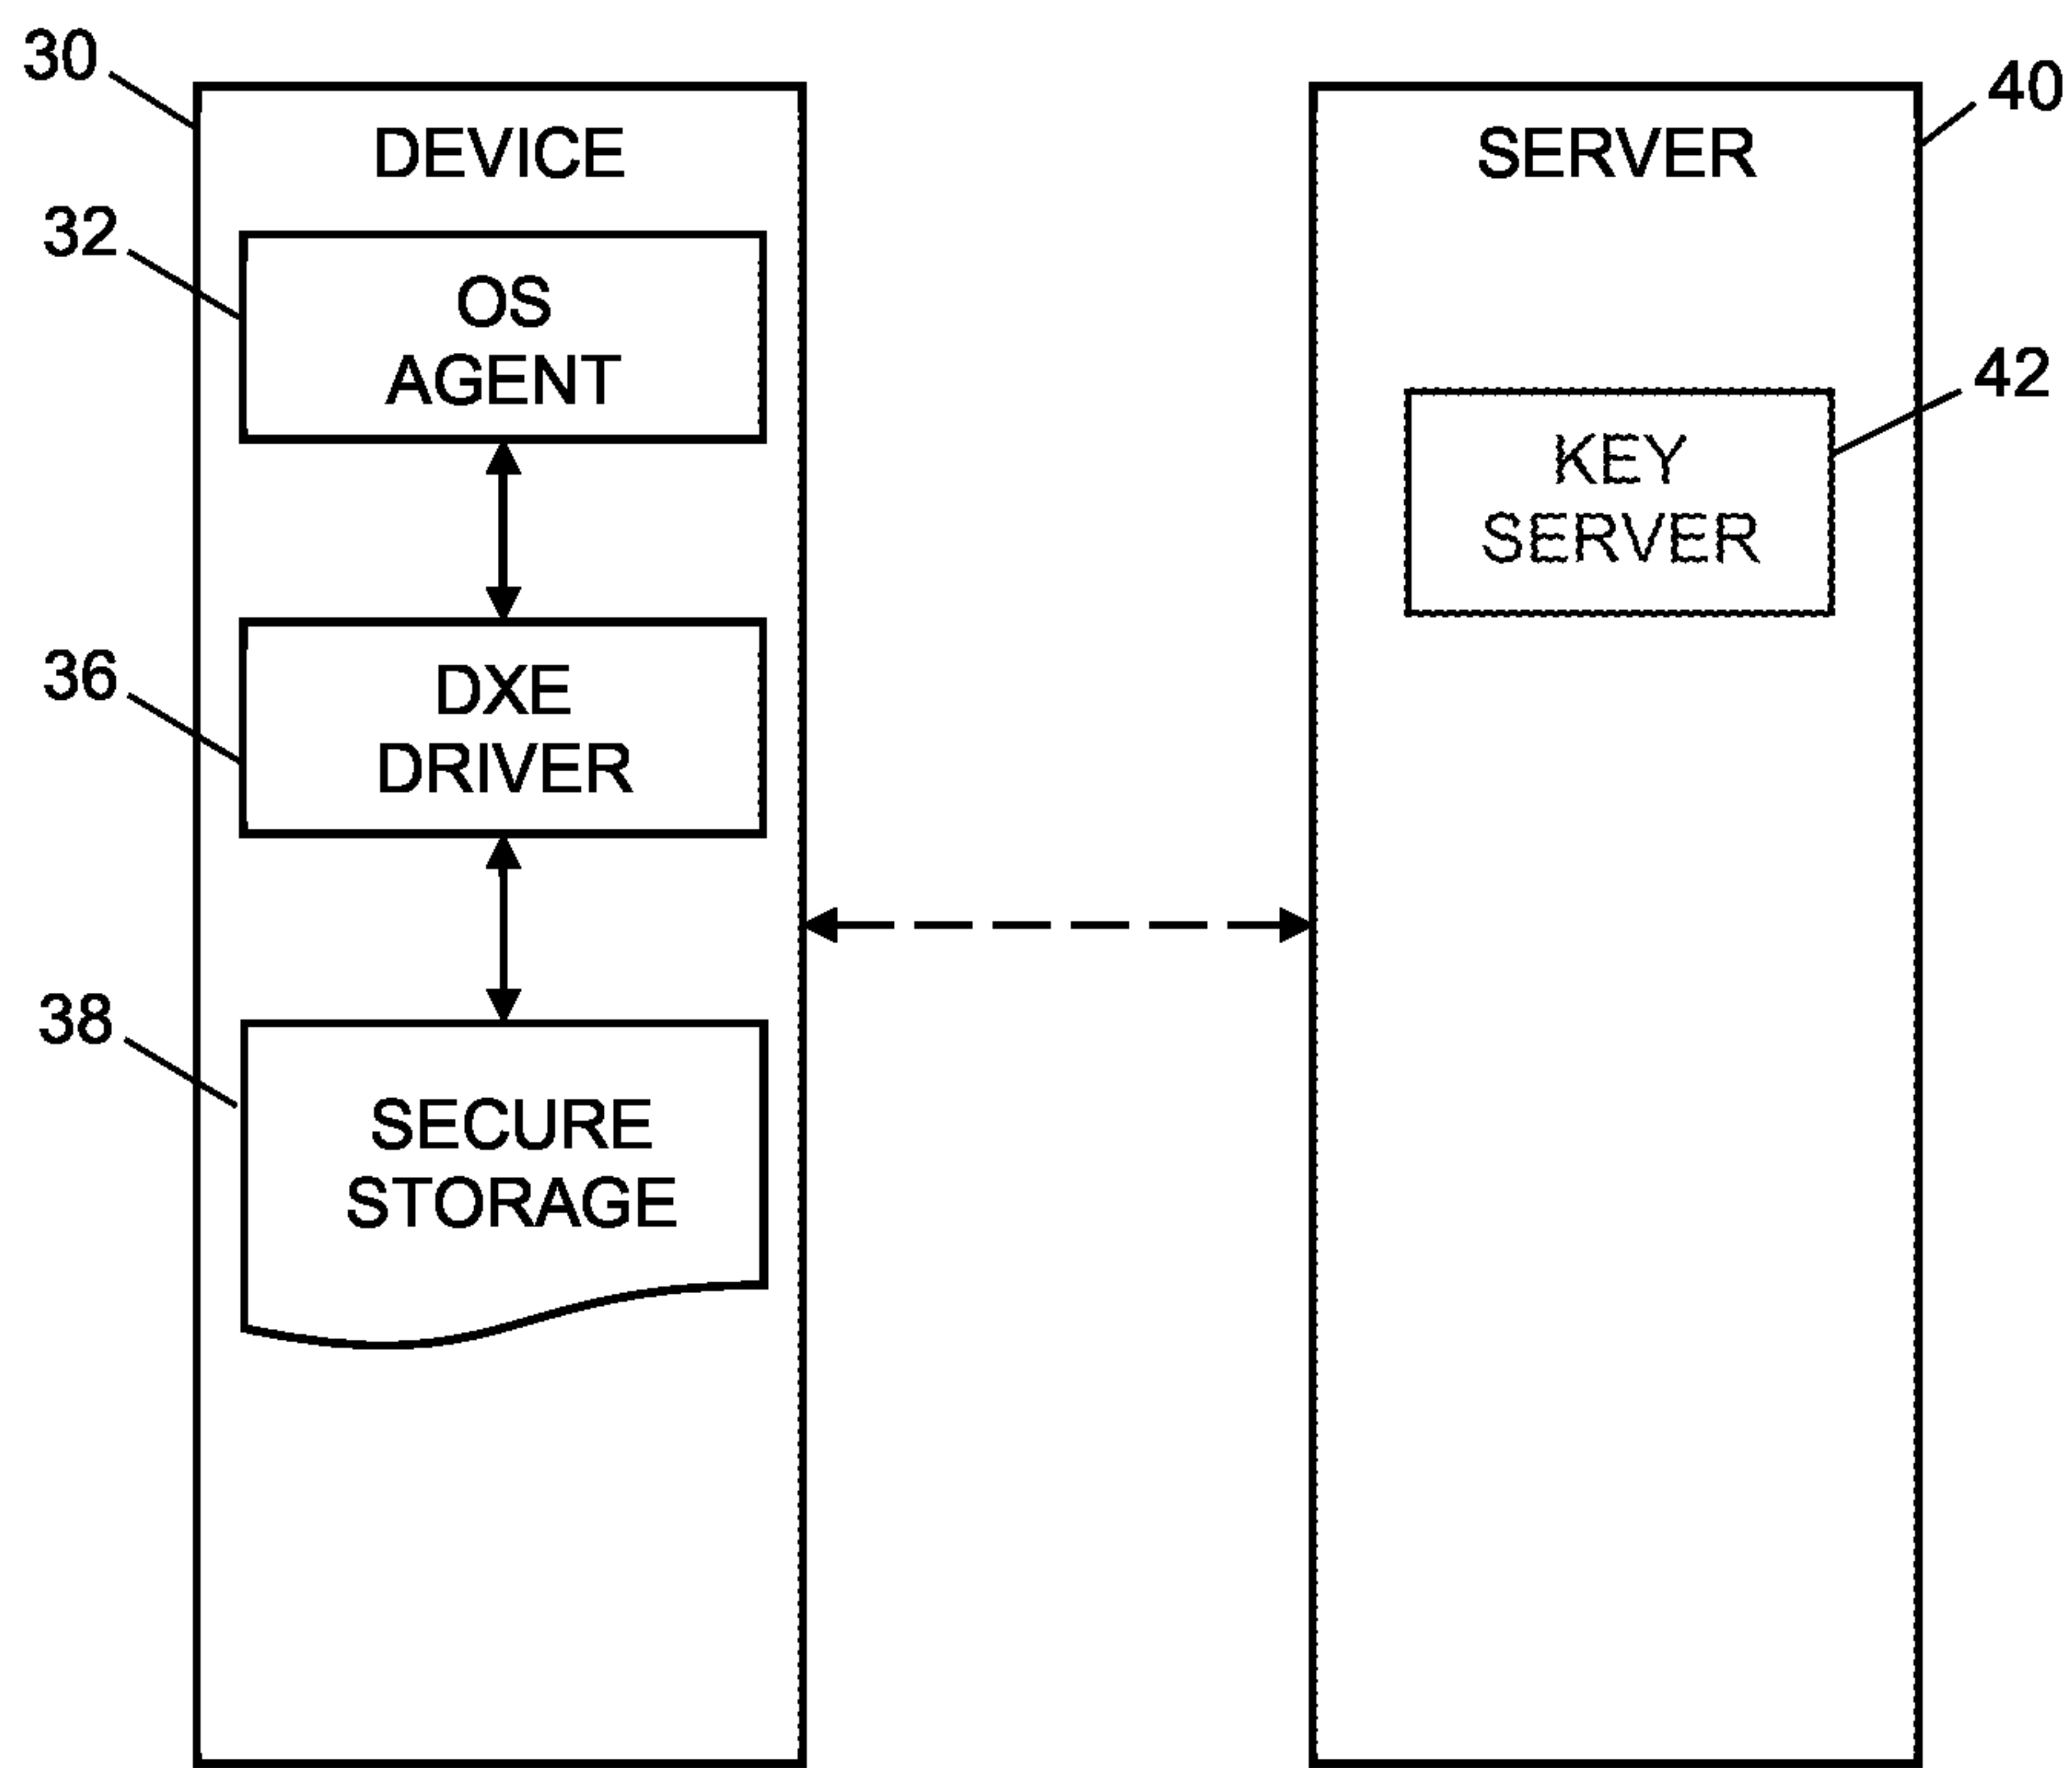 30
DEVICE
32
OS
AGENT
36
DXE
DRIVER
38
SECURE
STORAGE
SERVER
40
KEY
SERVER
42